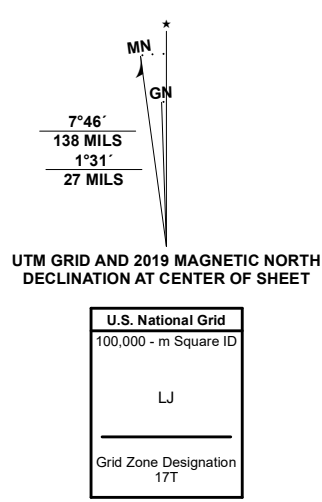 MN
GN
7°46´
138 MILS
1°31´
27 MILS
UTM GRID AND 2019 MAGNETIC NORTH
DECLINATION AT CENTER OF SHEET
U.S. National Grid
100,000 - m Square ID
LJ
Grid Zone Designation
17T